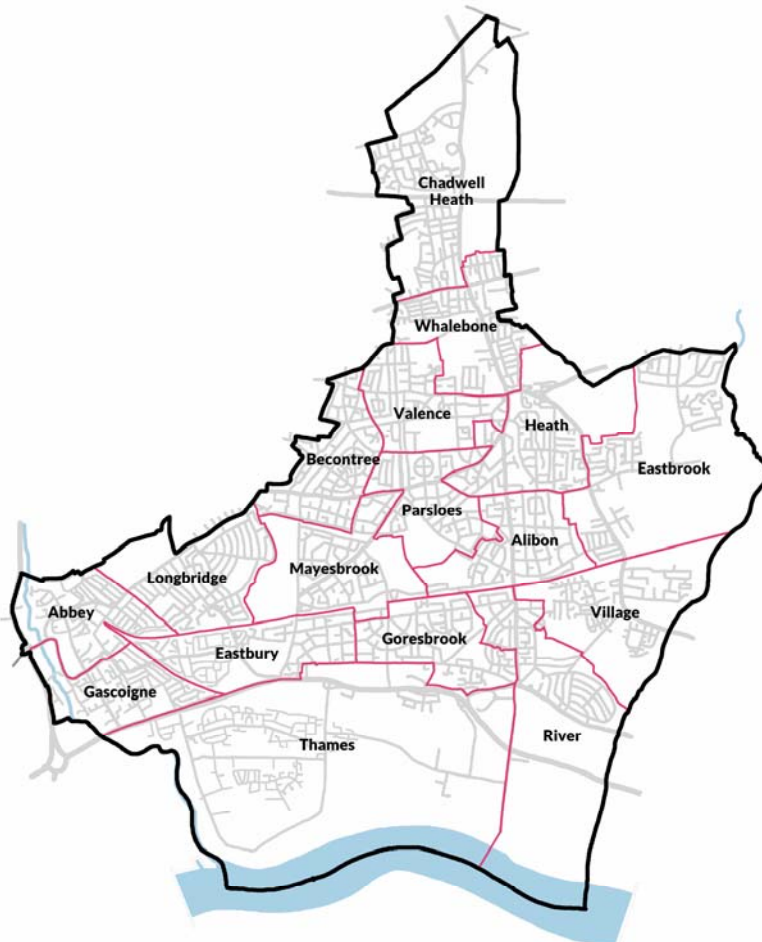 Chadwell
Heath
Whalebone
Valence
Heath
Becontree
Eastbrook
Parsloes
Alibon
Mayesbrook
Longbridge
Abbey
Village
Goresbrook
Eastbury
Gascoigne
River
Thames